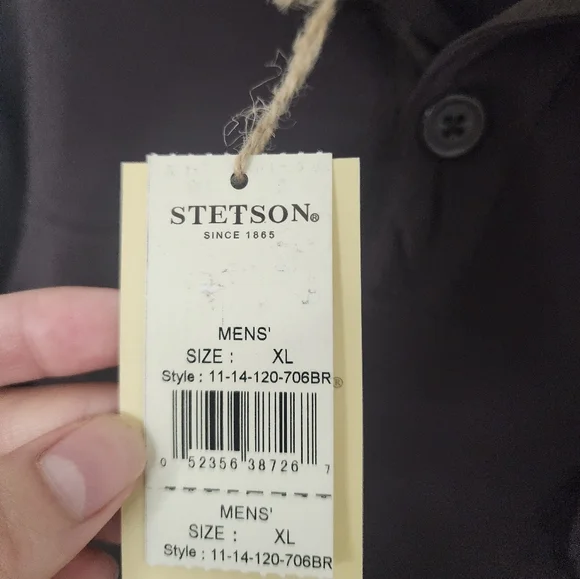 STETSON®
SINCE 1865
MENS'
SIZE : XL
Style : 11-14-120-706BR
®
0 52356 38726 7
MENS'
SIZE : XL
Style : 11-14-120-706BR